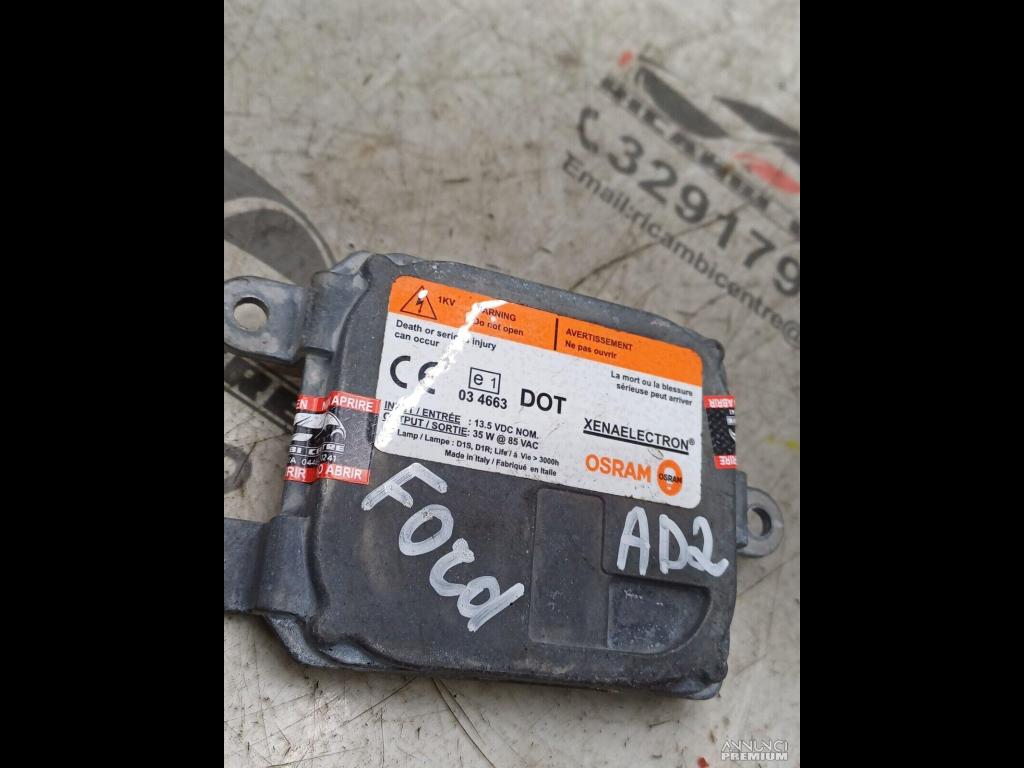 C329179
Email:ricambicentre@
1KV
WARNING
Do not open
AVERTISSEMENT
Ne pas ouvrir
Death or serious injury
can occur
La mort ou la blessure
sérieuse peut arriver
CE
e 1
03 4663
DOT
INPUT / ENTRÉE : 13.5 VDC NOM.
OUTPUT / SORTIE: 35 W @ 85 VAC
Lamp / Lampe : D1S, D1R; Life / à Vie > 3000h
Made in Italy / Fabriqué en Italie
XENAELECTRON®
OSRAM
OSRAM
APRIRE
O ABRIR
ABRIR
Ford
AD2
ANNUNCI
PREMIUM